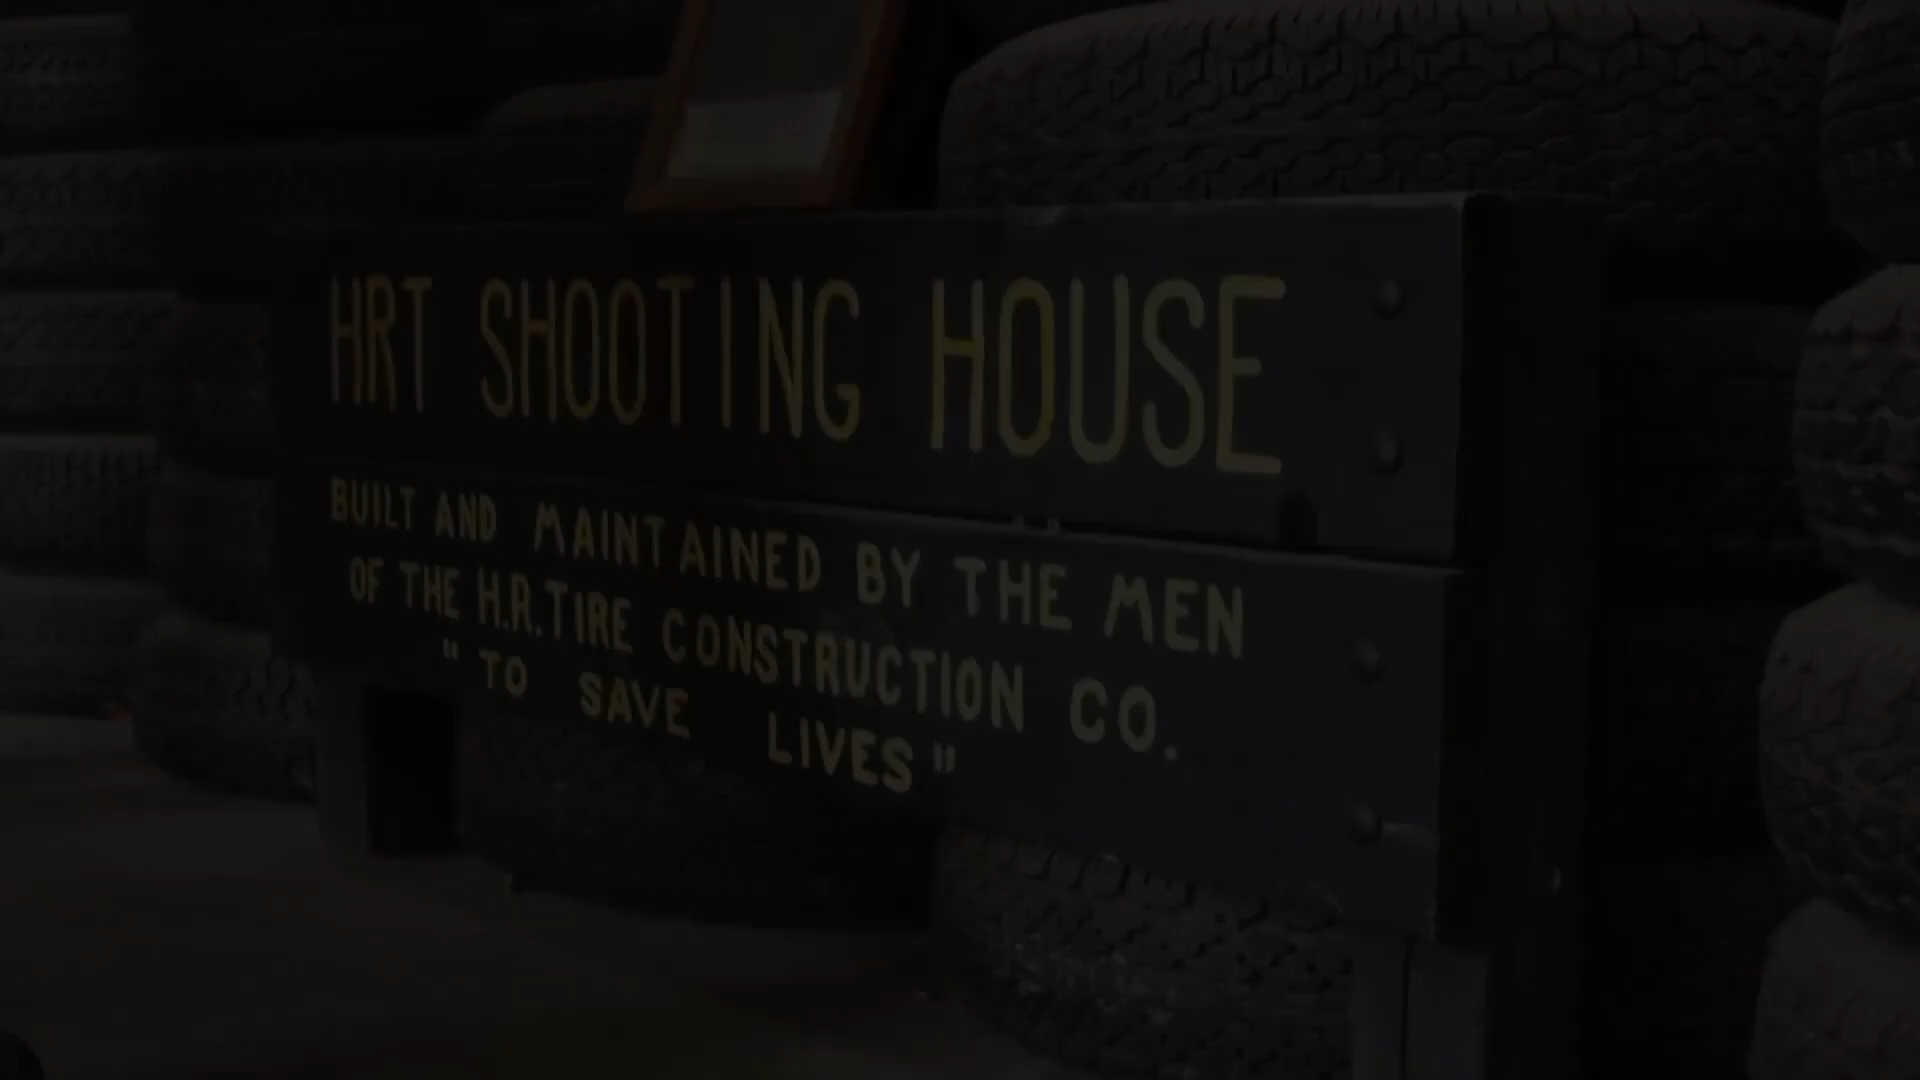 HRT SHOOTING HOUSE
BUILT AND MAINTAINED BY THE MEN
OF THE H.R. TIRE CONSTRUCTION CO.
" TO SAVE LIVES "